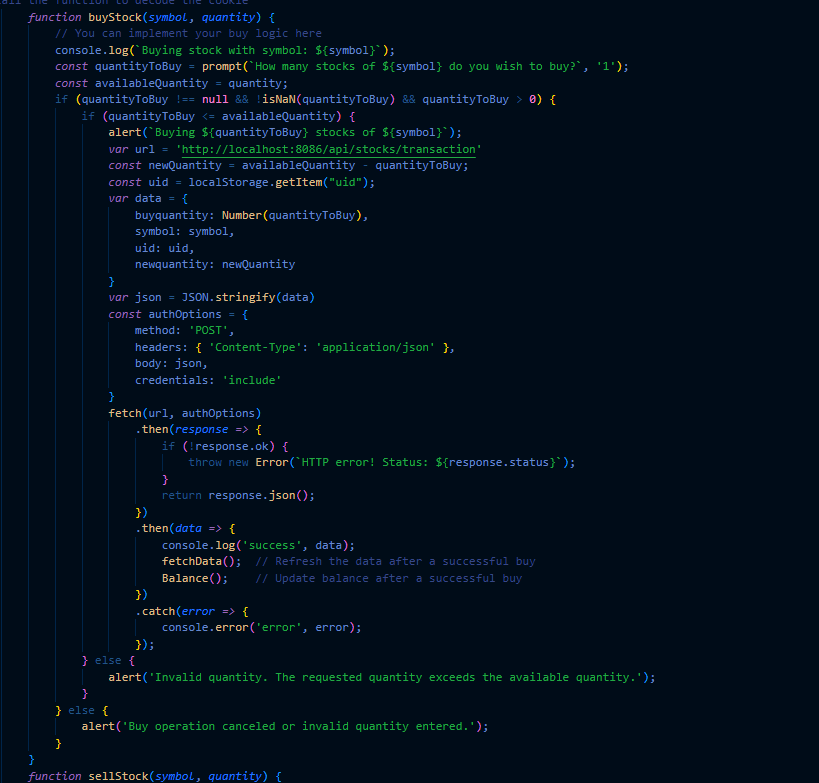 all the function to decode the cookie
function buyStock(symbol, quantity) {
// You can implement your buy logic here
console.log(`Buying stock with symbol: ${symbol}`);
const quantityToBuy = prompt(`How many stocks of ${symbol} do you wish to buy?`, '1');
const availableQuantity = quantity;
if (quantityToBuy !== null && !isNaN(quantityToBuy) && quantityToBuy > 0) {
if (quantityToBuy <= availableQuantity) {
alert(`Buying ${quantityToBuy} stocks of ${symbol}`);
var url = 'http://localhost:8086/api/stocks/transaction'
const newQuantity = availableQuantity - quantityToBuy;
const uid = localStorage.getItem("uid");
var data = {
buyquantity: Number(quantityToBuy),
symbol: symbol,
uid: uid,
newquantity: newQuantity
}
var json = JSON.stringify(data)
const authOptions = {
method: 'POST',
headers: { 'Content-Type': 'application/json' },
body: json,
credentials: 'include'
}
fetch(url, authOptions)
.then(response => {
if (!response.ok) {
throw new Error(`HTTP error! Status: ${response.status}`);
}
return response.json();
})
.then(data => {
console.log('success', data);
fetchData();  // Refresh the data after a successful buy
Balance();    // Update balance after a successful buy
})
.catch(error => {
console.error('error', error);
});
} else {
alert('Invalid quantity. The requested quantity exceeds the available quantity.');
}
} else {
alert('Buy operation canceled or invalid quantity entered.');
}
}
function sellStock(symbol, quantity) {